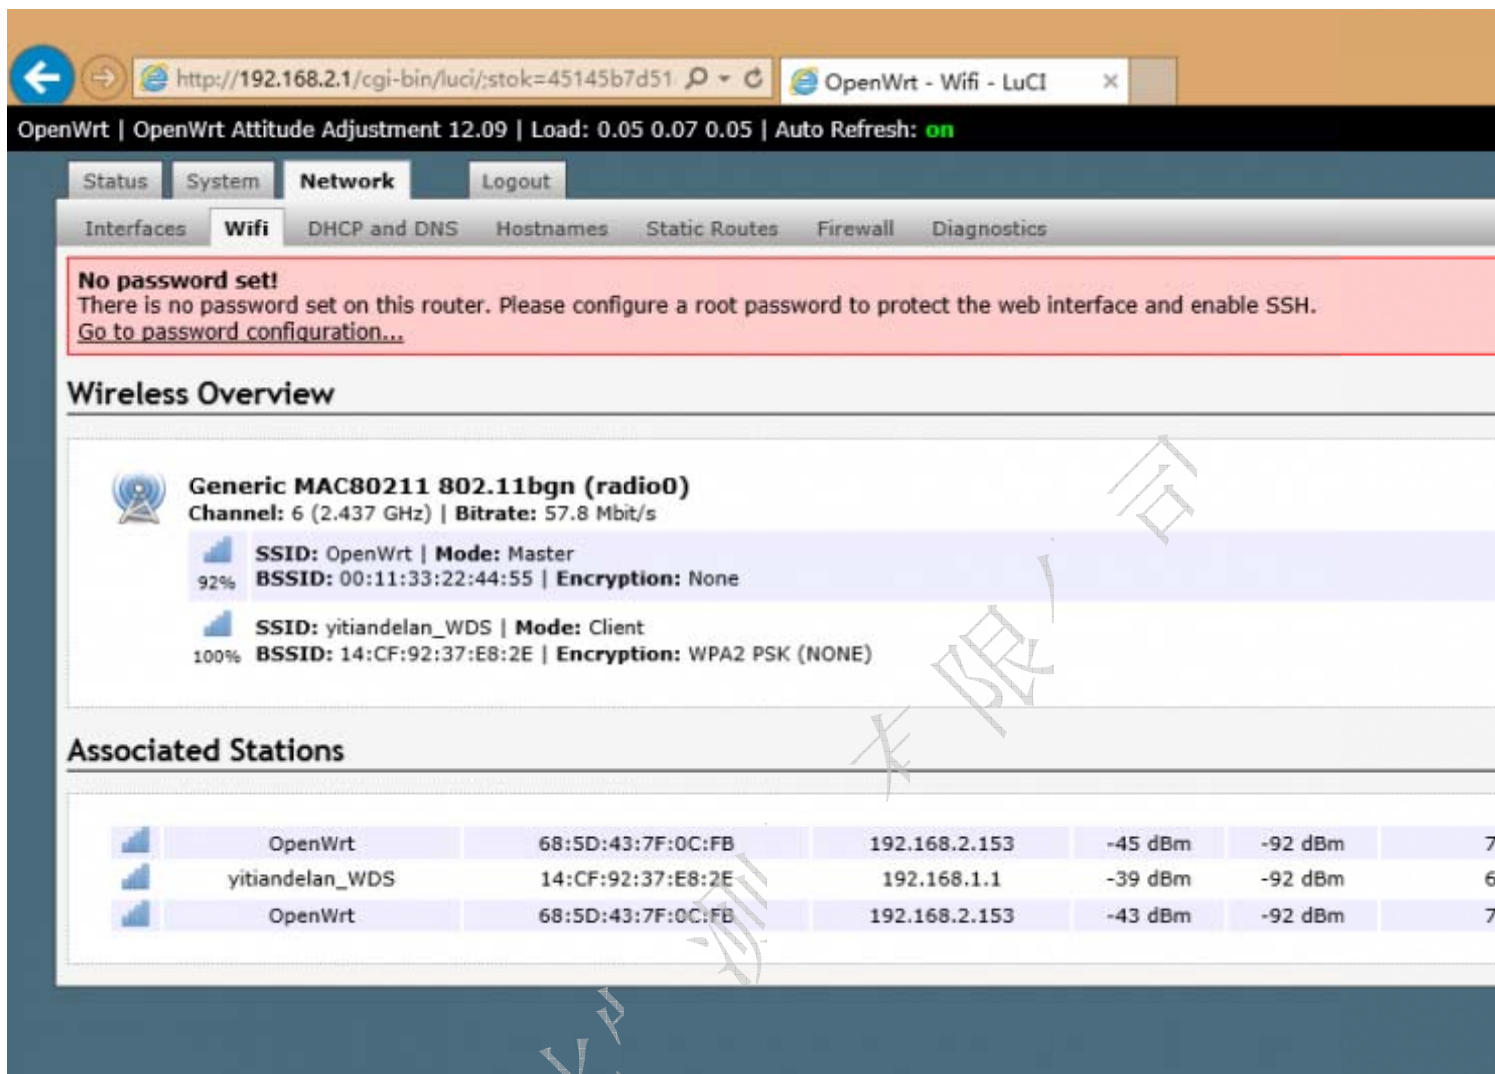 http://192.168.2.1/cgi-bin/luci/;stok=45145b7d51
OpenWrt - Wifi - LuCI
OpenWrt | OpenWrt Attitude Adjustment 12.09 | Load: 0.05 0.07 0.05 | Auto Refresh: on
Status System Network Logout
Interfaces Wifi DHCP and DNS Hostnames Static Routes Firewall Diagnostics
No password set!
There is no password set on this router. Please configure a root password to protect the web interface and enable SSH.
Go to password configuration...
Wireless Overview
Generic MAC80211 802.11bgn (radio0)
Channel: 6 (2.437 GHz) | Bitrate: 57.8 Mbit/s
SSID: OpenWrt | Mode: Master
92% BSSID: 00:11:33:22:44:55 | Encryption: None
SSID: yitiandelan_WDS | Mode: Client
100% BSSID: 14:CF:92:37:E8:2E | Encryption: WPA2 PSK (NONE)
Associated Stations
OpenWrt 68:5D:43:7F:0C:FB 192.168.2.153 -45 dBm -92 dBm 7
yitiandelan_WDS 14:CF:92:37:E8:2E 192.168.1.1 -39 dBm -92 dBm 6
OpenWrt 68:5D:43:7F:0C:FB 192.168.2.153 -43 dBm -92 dBm 7
测 有限公司